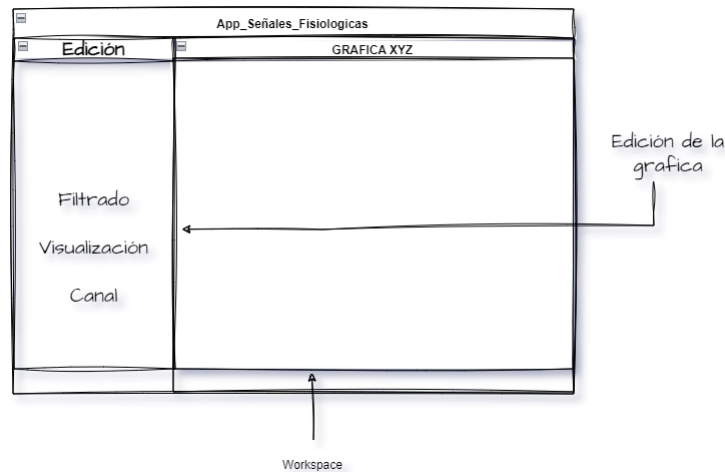 App_Señales_Fisiologicas
Edición
GRAFICA XYZ
Edición de la
grafica
Filtrado
Visualización
Canal
Workspace